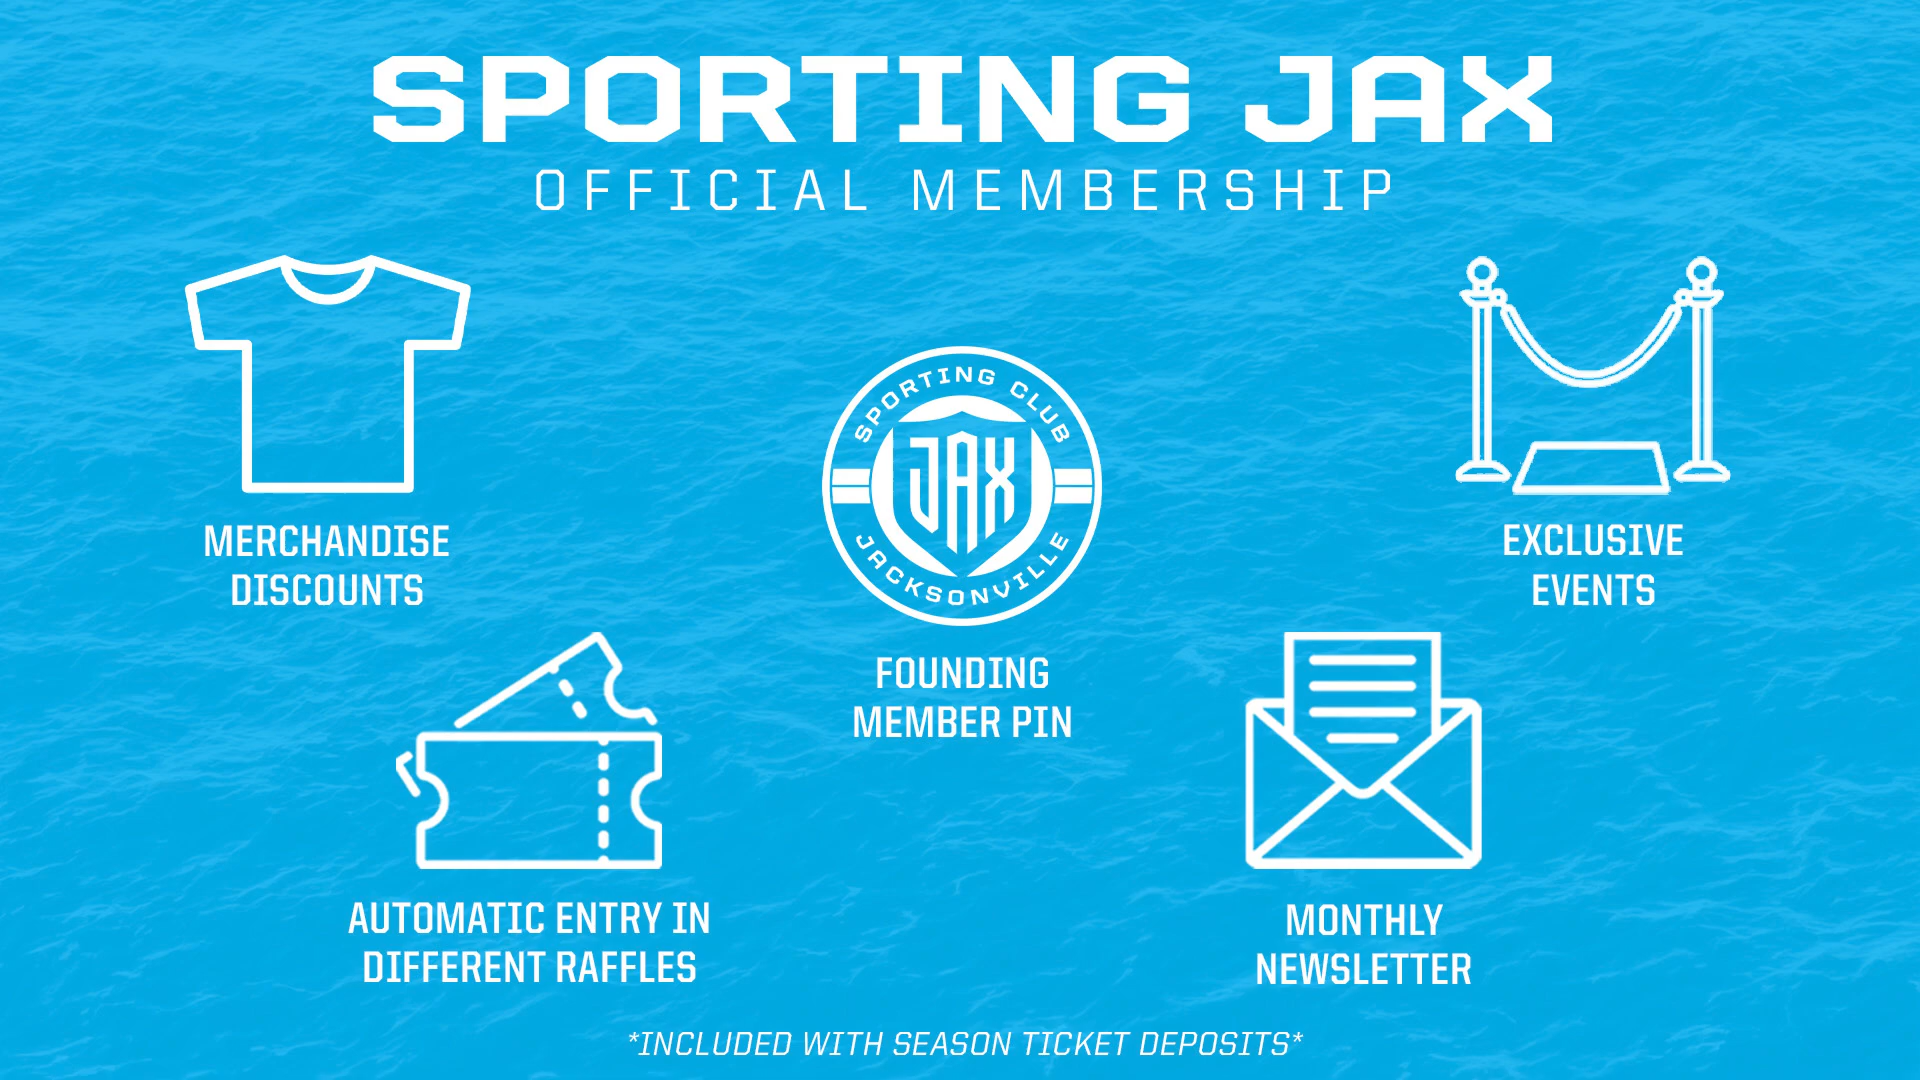 SPORTING JAX
OFFICIAL MEMBERSHIP
MERCHANDISE
DISCOUNTS
SPORTING CLUB
JAX
JACKSONVILLE
FOUNDING
MEMBER PIN
EXCLUSIVE
EVENTS
AUTOMATIC ENTRY IN
DIFFERENT RAFFLES
MONTHLY
NEWSLETTER
*INCLUDED WITH SEASON TICKET DEPOSITS*